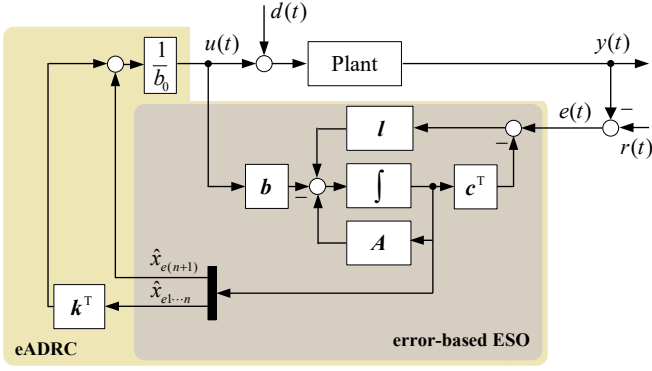 d(t)
u(t)
y(t)
1
b₀
Plant
−
e(t)
r(t)
l
−
b
−
∫
cᵀ
A
x̂ₑ₍ₙ₊₁₎
x̂ₑ₁…ₙ
kᵀ
eADRC
error-based ESO